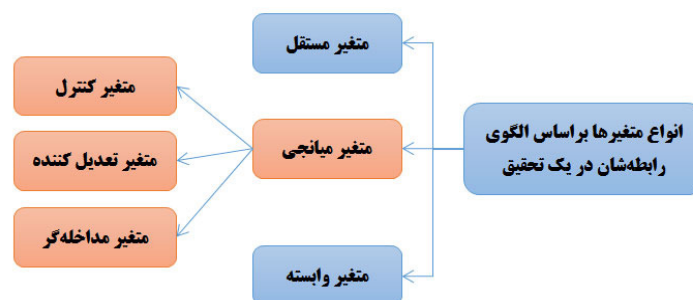 انواع متغیرها براساس الگوی
رابطه‌شان در یک تحقیق
متغیر مستقل
متغیر میانجی
متغیر وابسته
متغیر کنترل
متغیر تعدیل کننده
متغیر مداخله‌گر